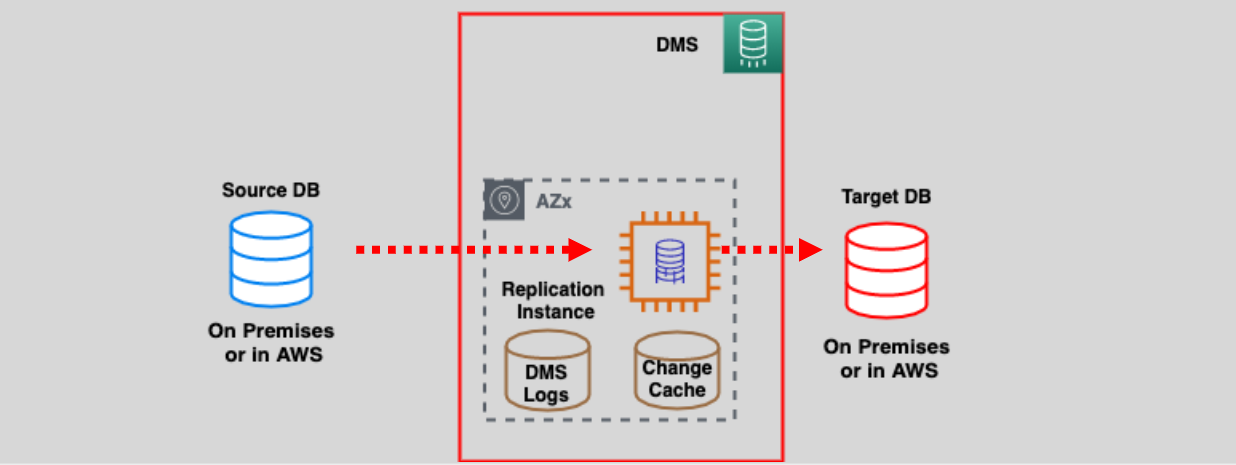 DMS
Source DB
On Premises
or in AWS
AZx
Replication
Instance
DMS
Logs
Change
Cache
Target DB
On Premises
or in AWS